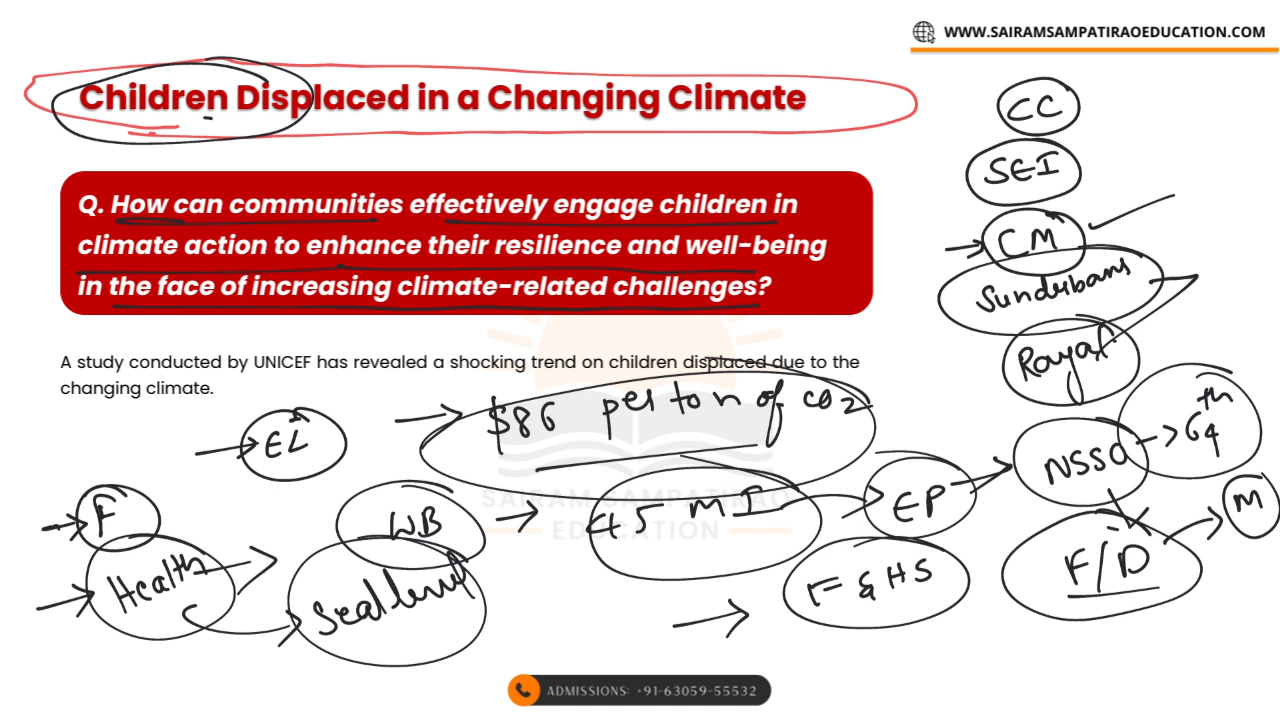 WWW.SAIRAMSAMPATIRAOEDUCATION.COM
Children Displaced in a Changing Climate
Q. How can communities effectively engage children in
climate action to enhance their resilience and well-being
in the face of increasing climate-related challenges?
A study conducted by UNICEF has revealed a shocking trend on children displaced due to the
changing climate.
CC
SEI
CM
Sundarbans
$86 per ton of CO2
EL
NSSO → 64th
F
WB
45 MI
EP
M
Health
F & HS
F/D
SAIRAM SAMPATIRAO
EDUCATION
ADMISSIONS: +91-63059-55532